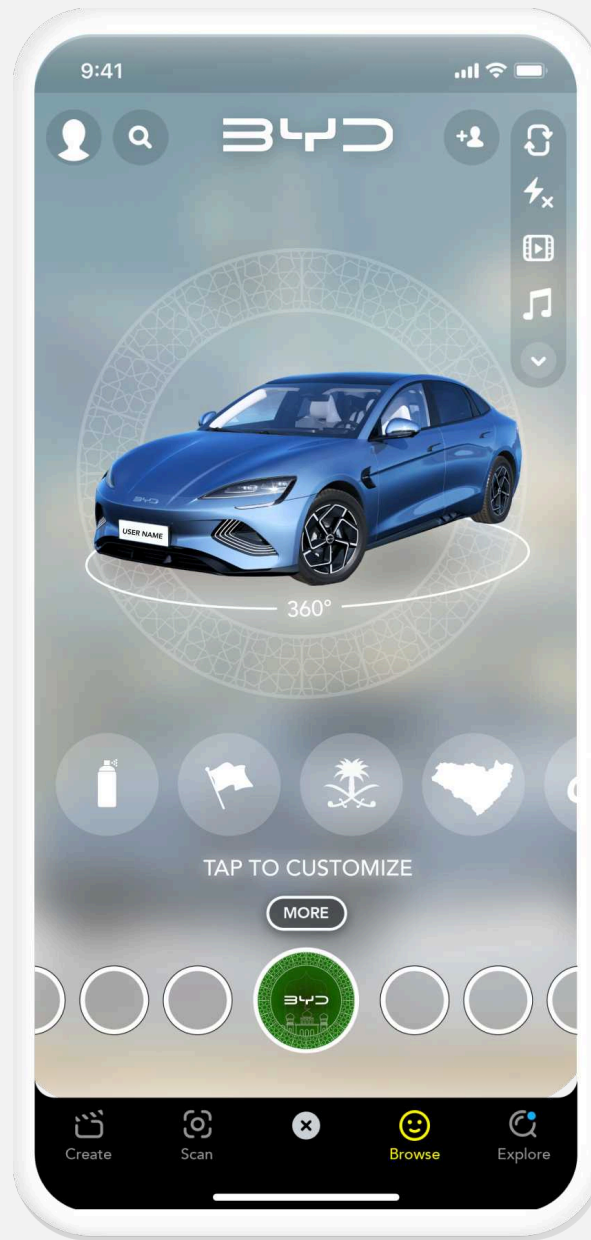 9:41
BYD
BYD
USER NAME
360°
TAP TO CUSTOMIZE
MORE
BYD
Create
Scan
Browse
Explore